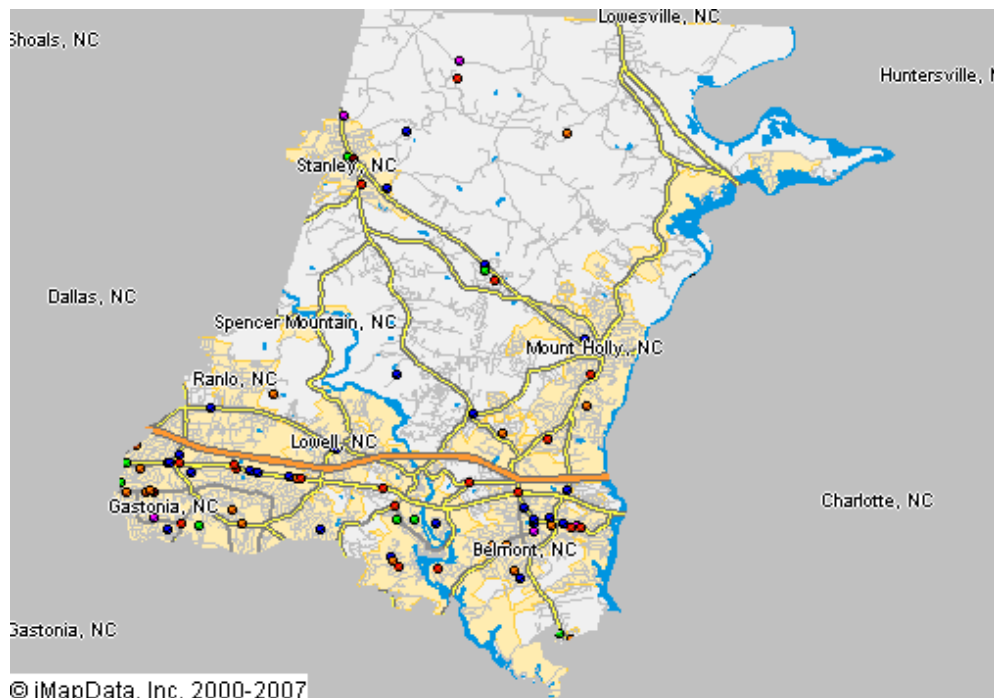 Lowesville, NC
Shoals, NC
Huntersville, N
Stanley, NC
Dallas, NC
Spencer Mountain, NC
Mount Holly, NC
Ranlo, NC
Lowell, NC
Gastonia, NC
Charlotte, NC
Belmont, NC
Gastonia, NC
© iMapData, Inc. 2000-2007